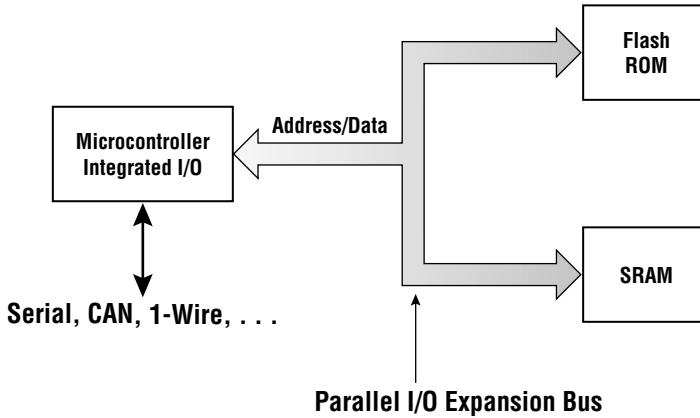 Flash
ROM
Address/Data
Microcontroller
Integrated I/O
SRAM
Serial, CAN, 1-Wire, . . .
Parallel I/O Expansion Bus